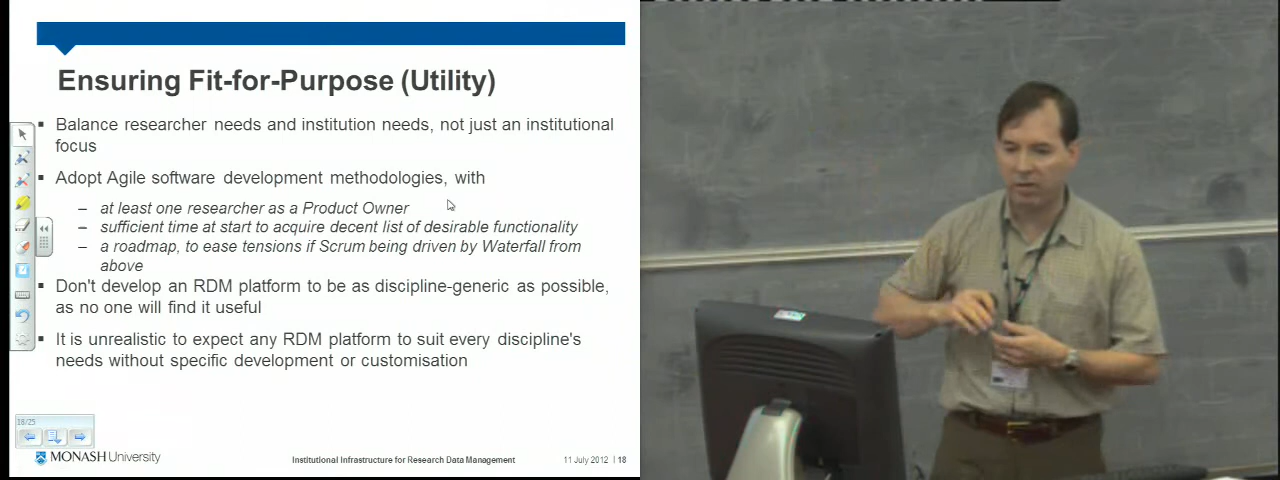 Ensuring Fit-for-Purpose (Utility)
▪ Balance researcher needs and institution needs, not just an institutional
focus
▪ Adopt Agile software development methodologies, with
– at least one researcher as a Product Owner
– sufficient time at start to acquire decent list of desirable functionality
– a roadmap, to ease tensions if Scrum being driven by Waterfall from
above
▪ Don't develop an RDM platform to be as discipline-generic as possible,
as no one will find it useful
▪ It is unrealistic to expect any RDM platform to suit every discipline's
needs without specific development or customisation
18/25
MONASH University
Institutional Infrastructure for Research Data Management
11 July 2012 | 18